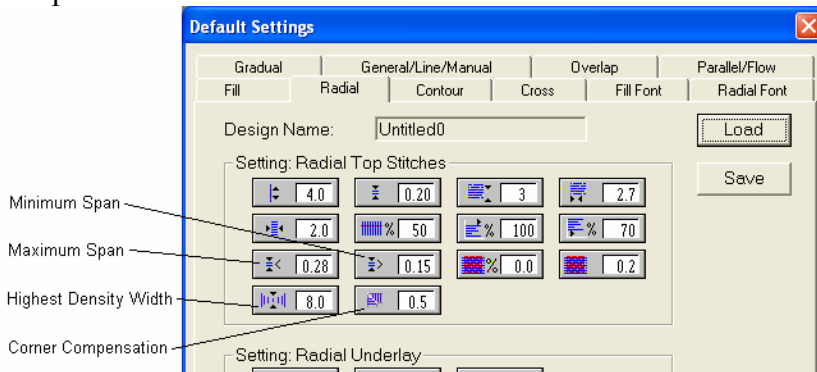 Default Settings
Gradual General/Line/Manual Overlap Parallel/Flow
Fill Radial Contour Cross Fill Font Radial Font
Design Name: Untitled0 Load
Setting: Radial Top Stitches
Save
4.0 0.20 3 2.7
Minimum Span
2.0 % 50 % 100 % 70
Maximum Span
0.28 0.15 % 0.0 0.2
Highest Density Width
8.0 0.5
Corner Compensation
Setting: Radial Underlay